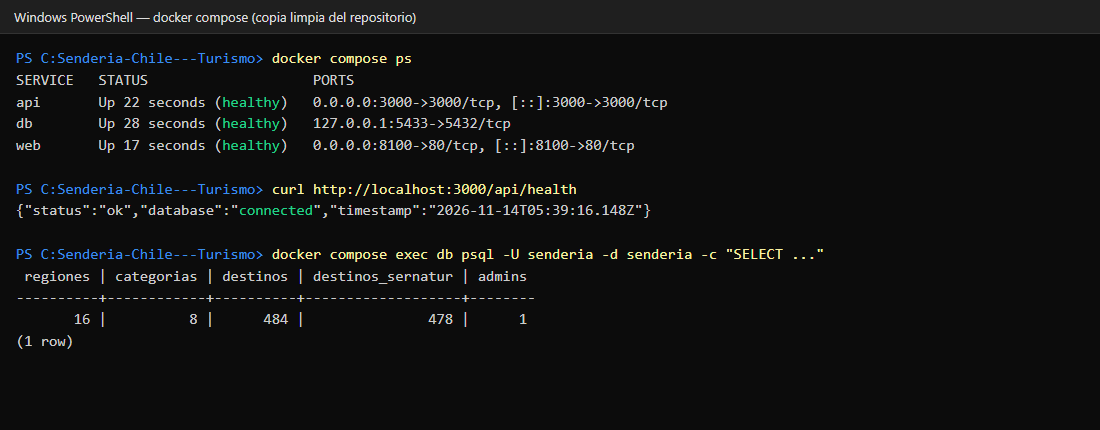 Windows PowerShell — docker compose (copia limpia del repositorio)
PS C:Senderia-Chile---Turismo> docker compose ps
SERVICE   STATUS                    PORTS
api       Up 22 seconds (healthy)   0.0.0.0:3000->3000/tcp, [::]:3000->3000/tcp
db        Up 28 seconds (healthy)   127.0.0.1:5433->5432/tcp
web       Up 17 seconds (healthy)   0.0.0.0:8100->80/tcp, [::]:8100->80/tcp
PS C:Senderia-Chile---Turismo> curl http://localhost:3000/api/health
{"status":"ok","database":"connected","timestamp":"2026-11-14T05:39:16.148Z"}
PS C:Senderia-Chile---Turismo> docker compose exec db psql -U senderia -d senderia -c "SELECT ..."
 regiones | categorias | destinos | destinos_sernatur | admins
----------+------------+----------+-------------------+--------
       16 |          8 |      484 |               478 |      1
(1 row)